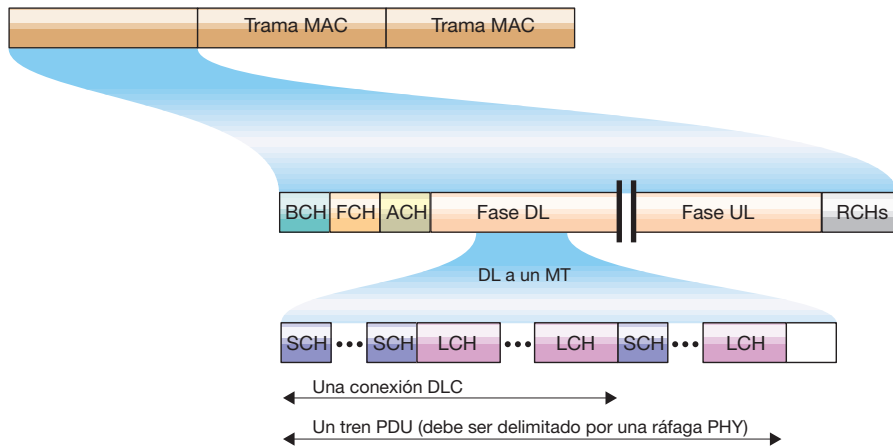 Trama MAC Trama MAC
BCH FCH ACH Fase DL Fase UL RCHs
DL a un MT
SCH ••• SCH LCH ••• LCH SCH ••• LCH
Una conexión DLC
Un tren PDU (debe ser delimitado por una ráfaga PHY)